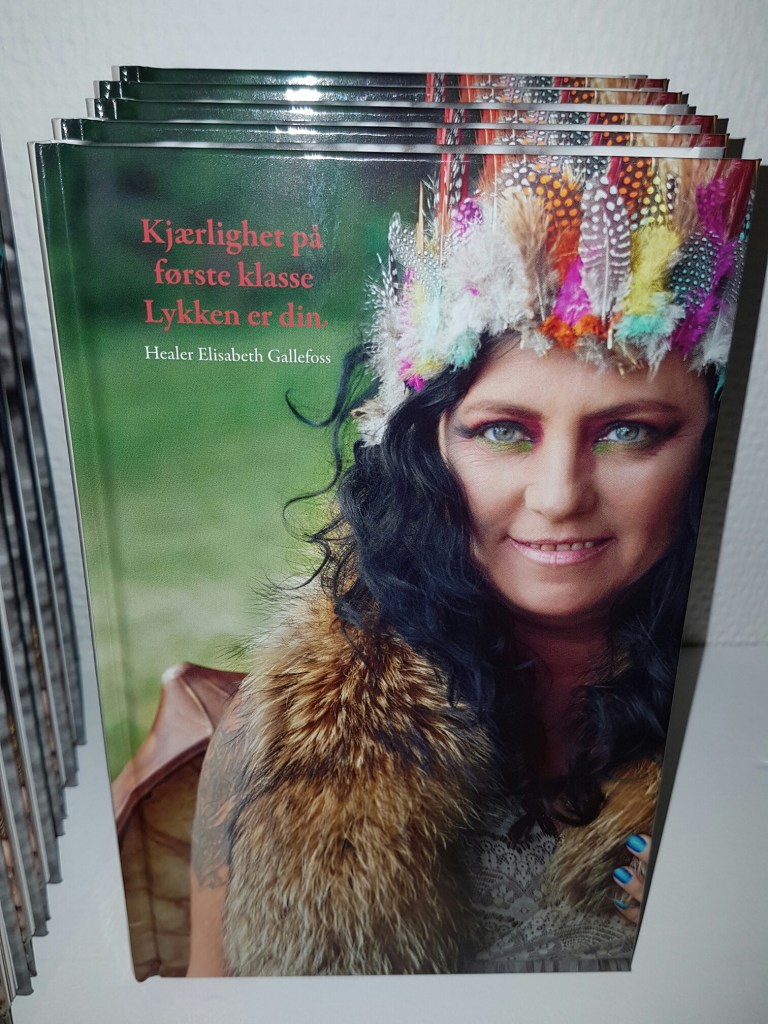 Kjærlighet på
første klasse
Lykken er din.
Healer Elisabeth Gallefoss